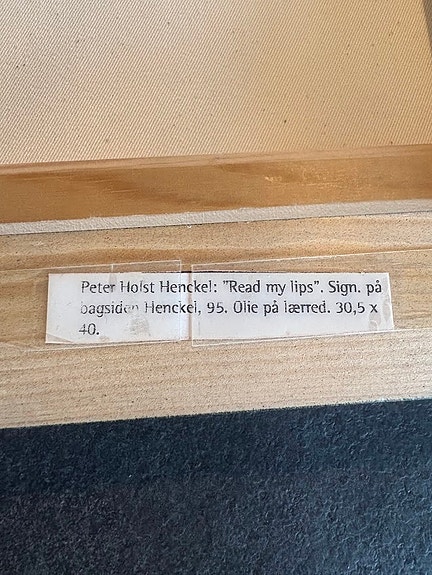 Peter Holst Henckel: ”Read my lips”. Sign. på
bagsiden Henckel, 95. Olie på lærred. 30,5 x
40.